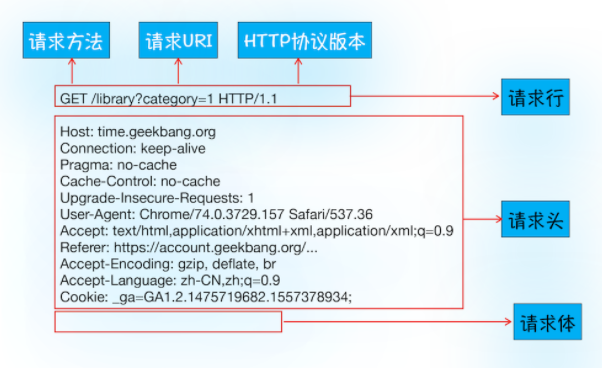 请求方法
请求URI
HTTP协议版本
GET /library?category=1 HTTP/1.1
请求行
Host: time.geekbang.org
Connection: keep-alive
Pragma: no-cache
Cache-Control: no-cache
Upgrade-Insecure-Requests: 1
User-Agent: Chrome/74.0.3729.157 Safari/537.36
Accept: text/html,application/xhtml+xml,application/xml;q=0.9
Referer: https://account.geekbang.org/...
Accept-Encoding: gzip, deflate, br
Accept-Language: zh-CN,zh;q=0.9
Cookie: _ga=GA1.2.1475719682.1557378934;
请求头
请求体